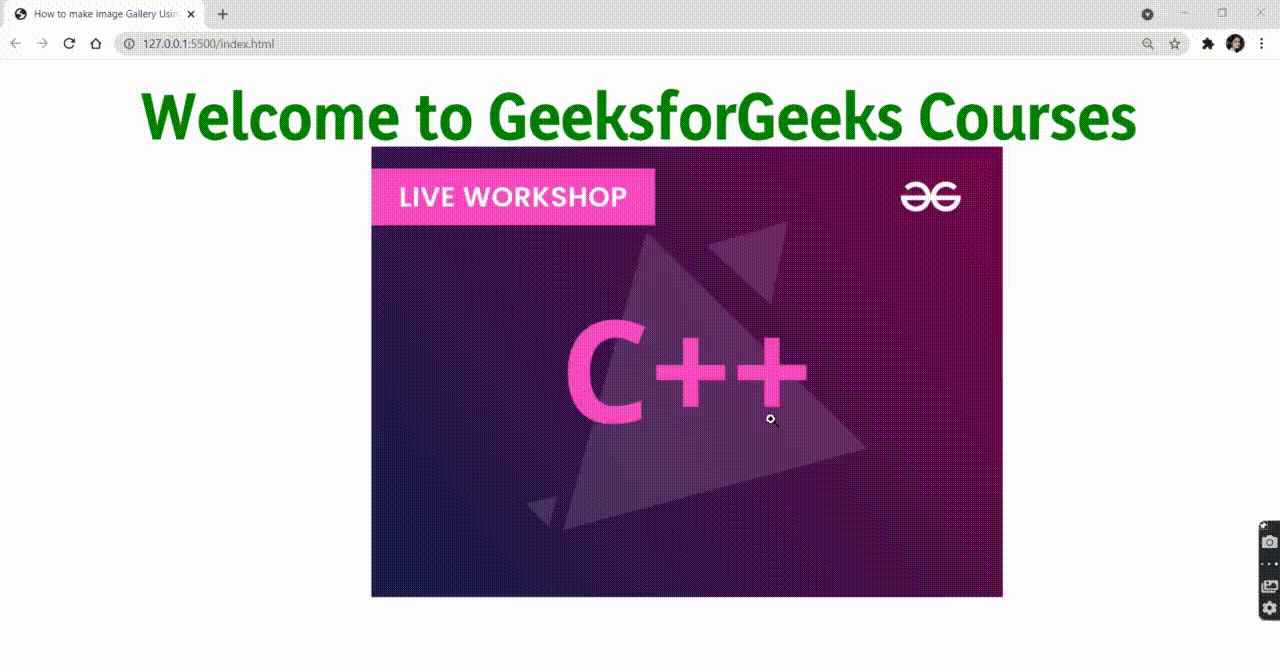 How to make image Gallery Usin
127.0.0.1:5500/index.html
Welcome to GeeksforGeeks Courses
LIVE WORKSHOP
C++